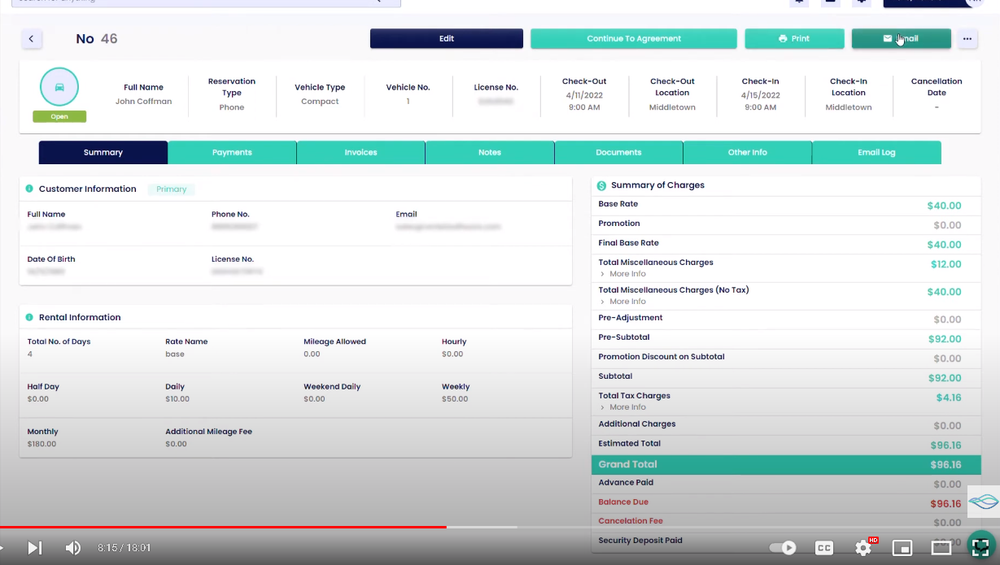 No 46
Edit
Continue To Agreement
Print
Email
Open
Full Name
John Coffman
Reservation
Type
Phone
Vehicle Type
Compact
Vehicle No.
1
License No.
Check-Out
4/11/2022
9:00 AM
Check-Out
Location
Middletown
Check-In
4/15/2022
9:00 AM
Check-In
Location
Middletown
Cancellation
Date
-
Summary
Payments
Invoices
Notes
Documents
Other Info
Email Log
Customer Information
Primary
Full Name
Phone No.
Email
Date Of Birth
License No.
Rental Information
Total No. of Days
4
Rate Name
base
Mileage Allowed
0.00
Hourly
$0.00
Half Day
$0.00
Daily
$10.00
Weekend Daily
$0.00
Weekly
$50.00
Monthly
$180.00
Additional Mileage Fee
$0.00
Summary of Charges
Base Rate $40.00
Promotion $0.00
Final Base Rate $40.00
Total Miscellaneous Charges $12.00
> More Info
Total Miscellaneous Charges (No Tax) $40.00
> More Info
Pre-Adjustment $0.00
Pre-Subtotal $92.00
Promotion Discount on Subtotal $0.00
Subtotal $92.00
Total Tax Charges $4.16
> More Info
Additional Charges $0.00
Estimated Total $96.16
Grand Total $96.16
Advance Paid $0.00
Balance Due $96.16
Cancelation Fee $0.00
Security Deposit Paid
8:15 / 18:01
CC
HD